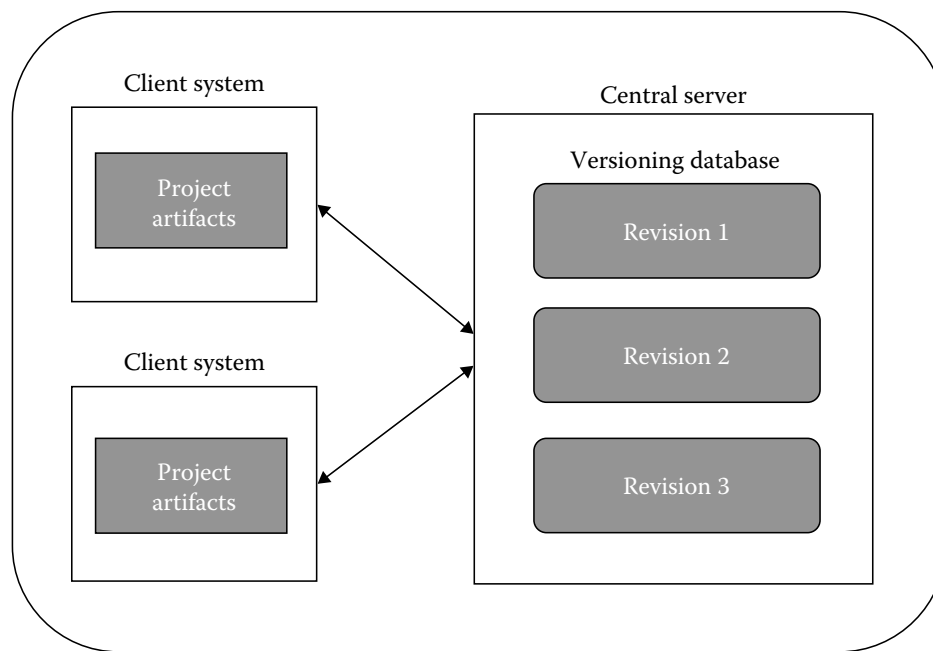 Client system
Project
artifacts
Client system
Project
artifacts
Central server
Versioning database
Revision 1
Revision 2
Revision 3